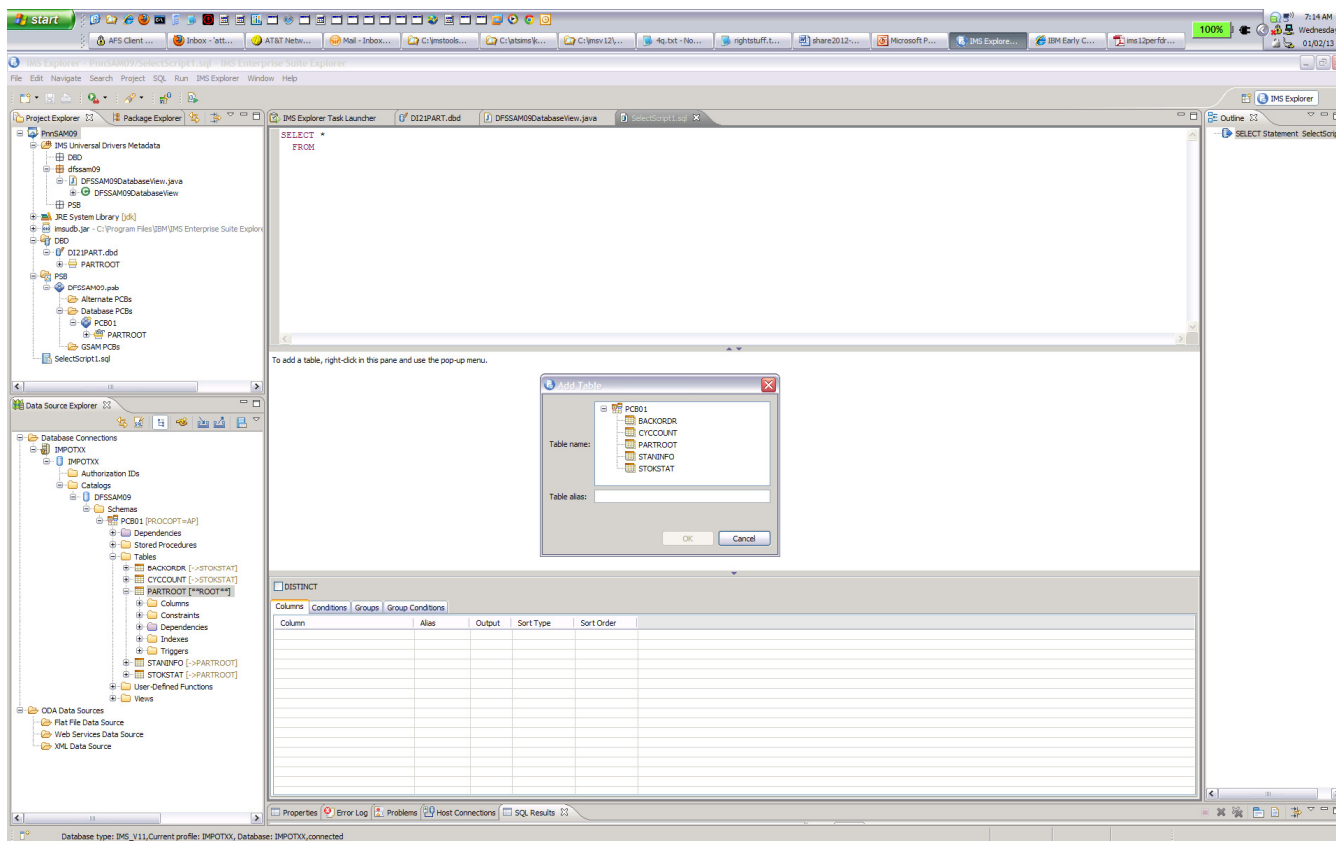 start
7:14 AM
Wednesday
01/02/13
100%
AFS Client ...
Inbox - 'att...
AT&T Netw...
Mail - Inbox...
C:\imstools...
C:\atsims\k...
C:\imsv12\...
4q.txt - No...
rightstuff.t...
share2012-...
Microsoft P...
IMS Explore...
IBM Early C...
ims12perfdr...
IMS Explorer - PnnSAM09/SelectScript1.sql - IMS Enterprise Suite Explorer
File Edit Navigate Search Project SQL Run IMS Explorer Window Help
IMS Explorer
Project Explorer
Package Explorer
IMS Explorer Task Launcher
DI21PART.dbd
DFSSAM09DatabaseView.java
SelectScript1.sql
Outline
PnnSAM09
IMS Universal Drivers Metadata
DBD
dfssam09
DFSSAM09DatabaseView.java
DFSSAM09DatabaseView
PSB
JRE System Library [jdk]
imsudb.jar - C:\Program Files\IBM\IMS Enterprise Suite Explore
DBD
DI21PART.dbd
PARTROOT
PSB
DFSSAM09.psb
Alternate PCBs
Database PCBs
PCB01
PARTROOT
GSAM PCBs
SelectScript1.sql
SELECT *
FROM
SELECT Statement SelectScrip
To add a table, right-click in this pane and use the pop-up menu.
Add Table
Table name:
PCB01
BACKORDR
CYCCOUNT
PARTROOT
STANINFO
STOKSTAT
Table alias:
OK
Cancel
Data Source Explorer
Database Connections
IMPOTXX
IMPOTXX
Authorization IDs
Catalogs
DFSSAM09
Schemas
PCB01 [PROCOPT=AP]
Dependencies
Stored Procedures
Tables
BACKORDR [->STOKSTAT]
CYCCOUNT [->STOKSTAT]
PARTROOT [**ROOT**]
Columns
Constraints
Dependencies
Indexes
Triggers
STANINFO [->PARTROOT]
STOKSTAT [->PARTROOT]
User-Defined Functions
Views
ODA Data Sources
Flat File Data Source
Web Services Data Source
XML Data Source
DISTINCT
Columns Conditions Groups Group Conditions
Column Alias Output Sort Type Sort Order
Properties Error Log Problems Host Connections SQL Results
Database type: IMS_V11,Current profile: IMPOTXX, Database: IMPOTXX,connected